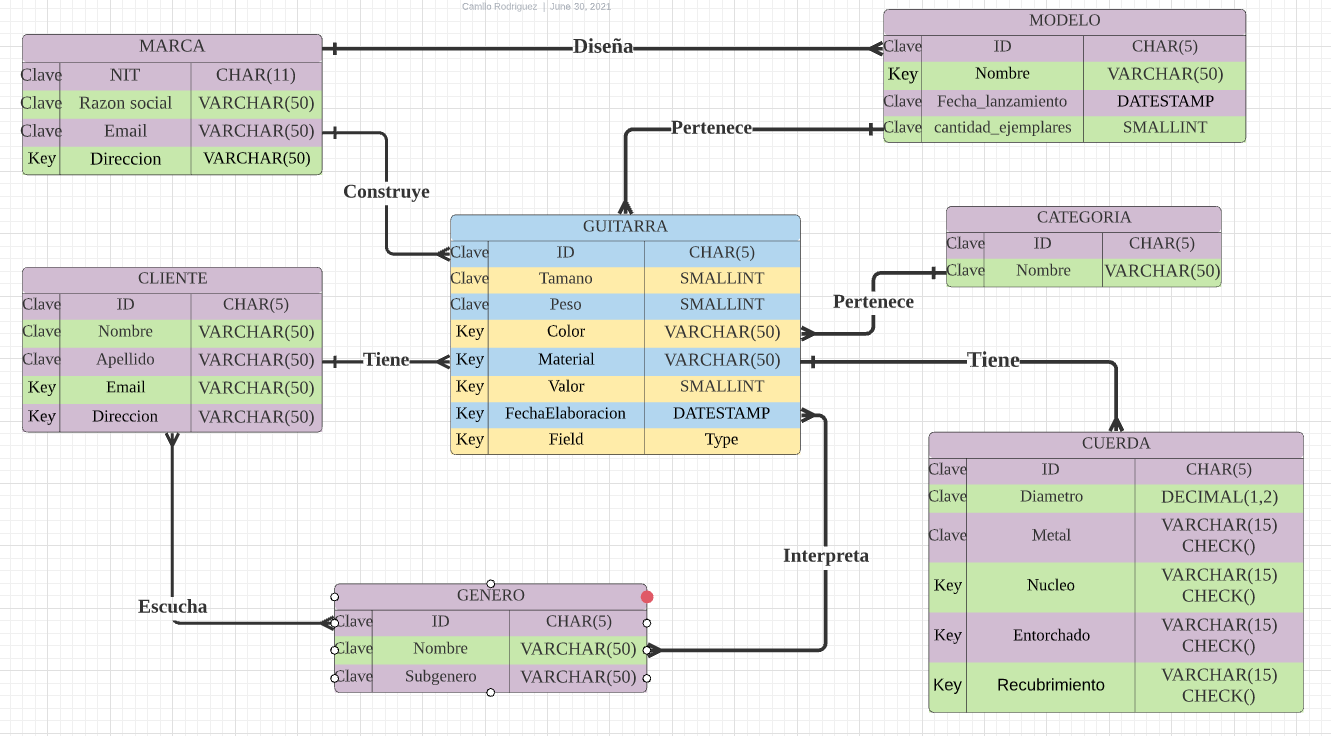 Camilo Rodriguez | June 30, 2021
MARCA
Clave NIT CHAR(11)
Clave Razon social VARCHAR(50)
Clave Email VARCHAR(50)
Key Direccion VARCHAR(50)
Diseña
MODELO
Clave ID CHAR(5)
Key Nombre VARCHAR(50)
Clave Fecha_lanzamiento DATESTAMP
Clave cantidad_ejemplares SMALLINT
Pertenece
Construye
GUITARRA
Clave ID CHAR(5)
Clave Tamano SMALLINT
Clave Peso SMALLINT
Key Color VARCHAR(50)
Key Material VARCHAR(50)
Key Valor SMALLINT
Key FechaElaboracion DATESTAMP
Key Field Type
CATEGORIA
Clave ID CHAR(5)
Clave Nombre VARCHAR(50)
Pertenece
CLIENTE
Clave ID CHAR(5)
Clave Nombre VARCHAR(50)
Clave Apellido VARCHAR(50)
Key Email VARCHAR(50)
Key Direccion VARCHAR(50)
Tiene
Tiene
CUERDA
Clave ID CHAR(5)
Clave Diametro DECIMAL(1,2)
Clave Metal VARCHAR(15)
CHECK()
Key Nucleo VARCHAR(15)
CHECK()
Key Entorchado VARCHAR(15)
CHECK()
Key Recubrimiento VARCHAR(15)
CHECK()
Interpreta
Escucha
GENERO
Clave ID CHAR(5)
Clave Nombre VARCHAR(50)
Clave Subgenero VARCHAR(50)